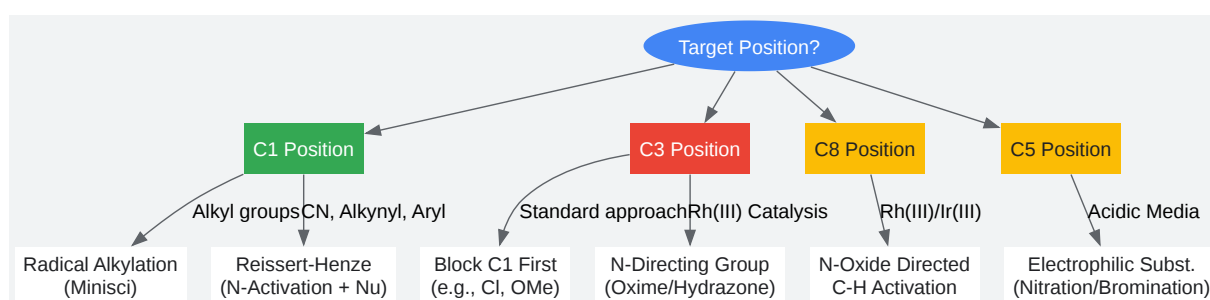 Target Position?
C1 Position
C3 Position
C8 Position
C5 Position
Alkyl groups
CN, Alkynyl, Aryl
Standard approach
Rh(III) Catalysis
Rh(III)/Ir(III)
Acidic Media
Radical Alkylation
(Minisci)
Reissert-Henze
(N-Activation + Nu)
Block C1 First
(e.g., Cl, OMe)
N-Directing Group
(Oxime/Hydrazone)
N-Oxide Directed
C-H Activation
Electrophilic Subst.
(Nitration/Bromination)